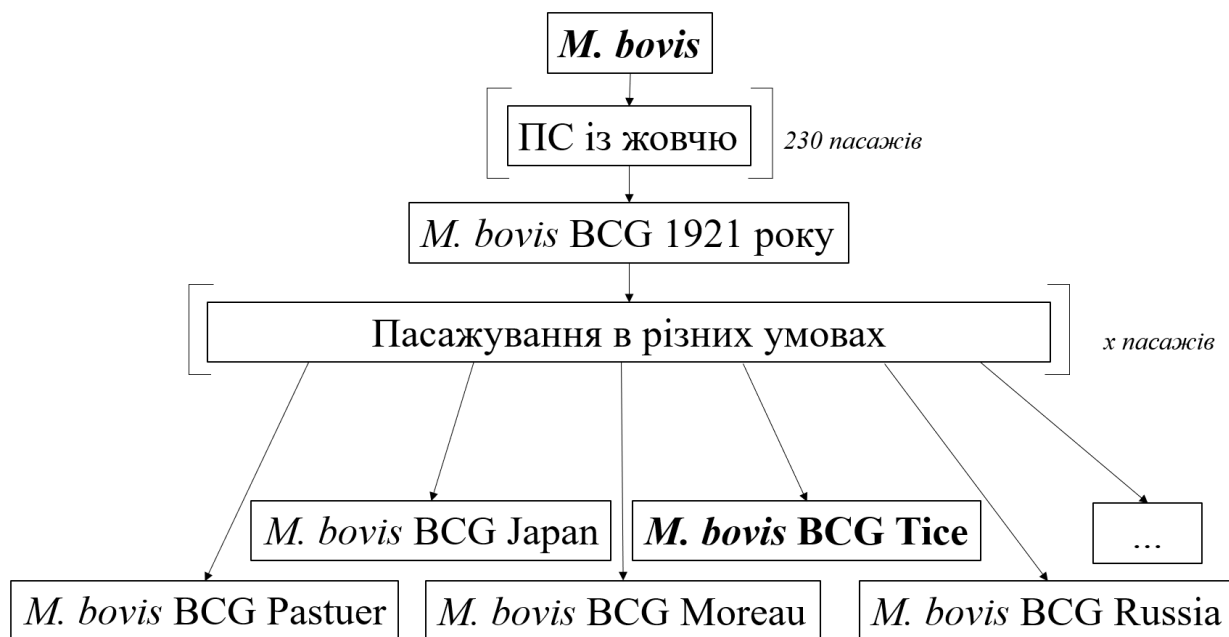 M. bovis
ПС із жовчю
230 пасажів
M. bovis BCG 1921 року
Пасажування в різних умовах
x пасажів
M. bovis BCG Japan
M. bovis BCG Tice
...
M. bovis BCG Pastuer
M. bovis BCG Moreau
M. bovis BCG Russia